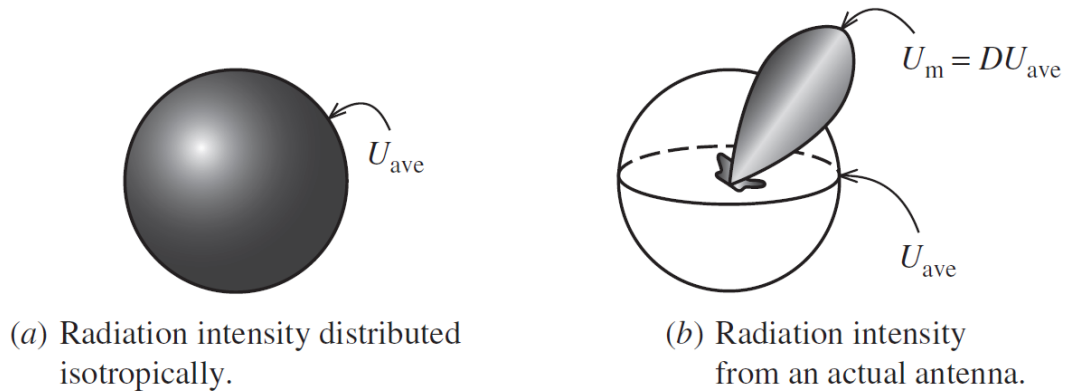 U_ave
(a) Radiation intensity distributed
isotropically.
U_m = DU_ave
U_ave
(b) Radiation intensity
from an actual antenna.